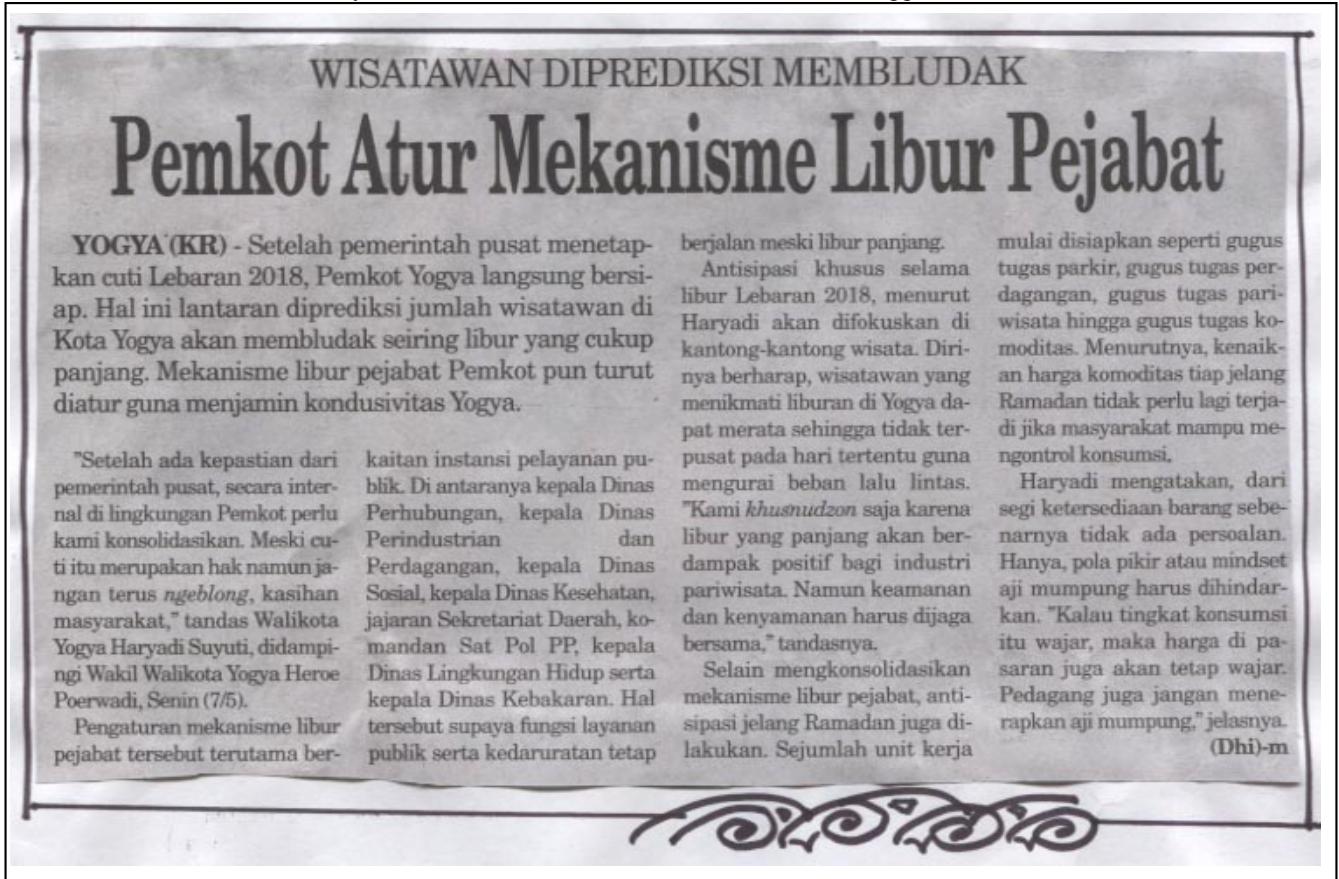 WISATAWAN DIPREDIKSI MEMBLUDAK
Pemkot Atur Mekanisme Libur Pejabat
YOGYA (KR) - Setelah pemerintah pusat menetap-
kan cuti Lebaran 2018, Pemkot Yogya langsung bersi-
ap. Hal ini lantaran diprediksi jumlah wisatawan di
Kota Yogya akan membludak seiring libur yang cukup
panjang. Mekanisme libur pejabat Pemkot pun turut
diatur guna menjamin kondusivitas Yogya.
"Setelah ada kepastian dari
pemerintah pusat, secara inter-
nal di lingkungan Pemkot perlu
kami konsolidasikan. Meski cu-
ti itu merupakan hak namun ja-
ngan terus ngeblong, kasihan
masyarakat," tandas Walikota
Yogya Haryadi Suyuti, didampi-
ngi Wakil Walikota Yogya Heroe
Poerwadi, Senin (7/5).
Pengaturan mekanisme libur
pejabat tersebut terutama ber-
kaitan instansi pelayanan pu-
blik. Di antaranya kepala Dinas
Perhubungan, kepala Dinas
Perindustrian dan
Perdagangan, kepala Dinas
Sosial, kepala Dinas Kesehatan,
jajaran Sekretariat Daerah, ko-
mandan Sat Pol PP, kepala
Dinas Lingkungan Hidup serta
kepala Dinas Kebakaran. Hal
tersebut supaya fungsi layanan
publik serta kedaruratan tetap
berjalan meski libur panjang.
Antisipasi khusus selama
libur Lebaran 2018, menurut
Haryadi akan difokuskan di
kantong-kantong wisata. Diri-
nya berharap, wisatawan yang
menikmati liburan di Yogya da-
pat merata sehingga tidak ter-
pusat pada hari tertentu guna
mengurai beban lalu lintas.
"Kami khusnudzon saja karena
libur yang panjang akan ber-
dampak positif bagi industri
pariwisata. Namun keamanan
dan kenyamanan harus dijaga
bersama," tandasnya.
Selain mengkonsolidasikan
mekanisme libur pejabat, anti-
sipasi jelang Ramadan juga di-
lakukan. Sejumlah unit kerja
mulai disiapkan seperti gugus
tugas parkir, gugus tugas per-
dagangan, gugus tugas pari-
wisata hingga gugus tugas ko-
moditas. Menurutnya, kenaik-
an harga komoditas tiap jelang
Ramadan tidak perlu lagi terja-
di jika masyarakat mampu me-
ngontrol konsumsi.
Haryadi mengatakan, dari
segi ketersediaan barang sebe-
narnya tidak ada persoalan.
Hanya, pola pikir atau mindset
aji mumpung harus dihindar-
kan. "Kalau tingkat konsumsi
itu wajar, maka harga di pa-
saran juga akan tetap wajar.
Pedagang juga jangan mene-
rapkan aji mumpung," jelasnya.
(Dhi)-m